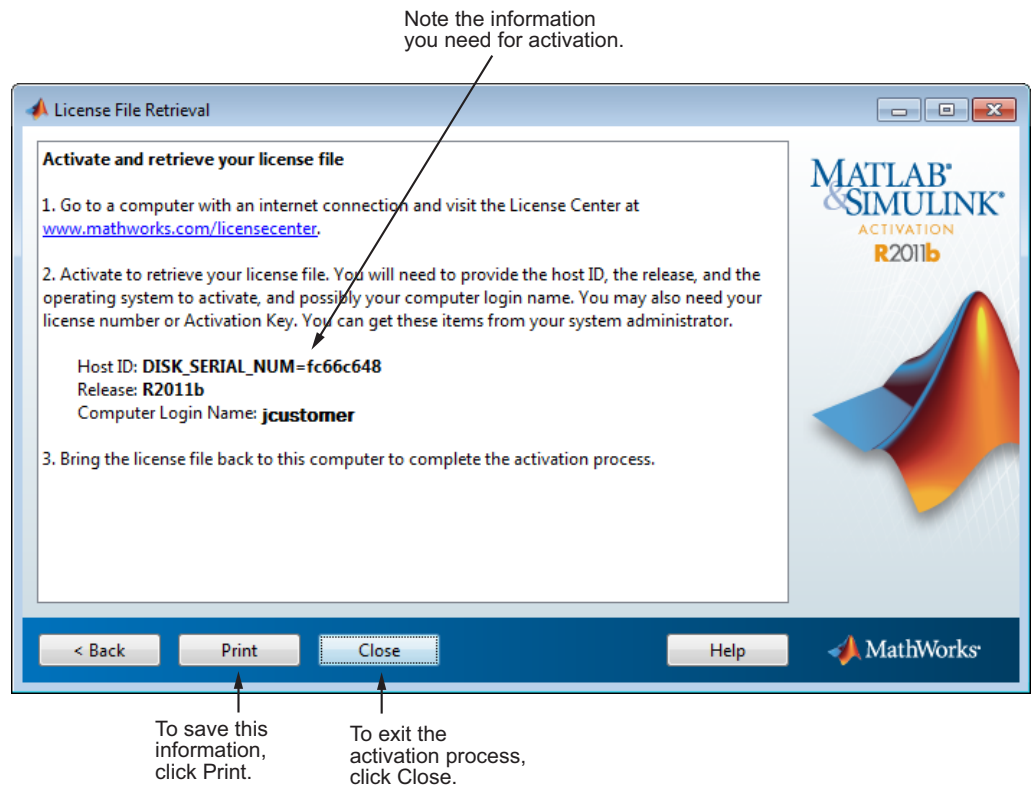 Note the information
you need for activation.
License File Retrieval
Activate and retrieve your license file
1. Go to a computer with an internet connection and visit the License Center at
www.mathworks.com/licensecenter.
2. Activate to retrieve your license file. You will need to provide the host ID, the release, and the
operating system to activate, and possibly your computer login name. You may also need your
license number or Activation Key. You can get these items from your system administrator.
Host ID: DISK_SERIAL_NUM=fc66c648
Release: R2011b
Computer Login Name: jcustomer
3. Bring the license file back to this computer to complete the activation process.
MATLAB®
&SIMULINK®
ACTIVATION
R2011b
< Back
Print
Close
Help
MathWorks®
To save this
information,
click Print.
To exit the
activation process,
click Close.